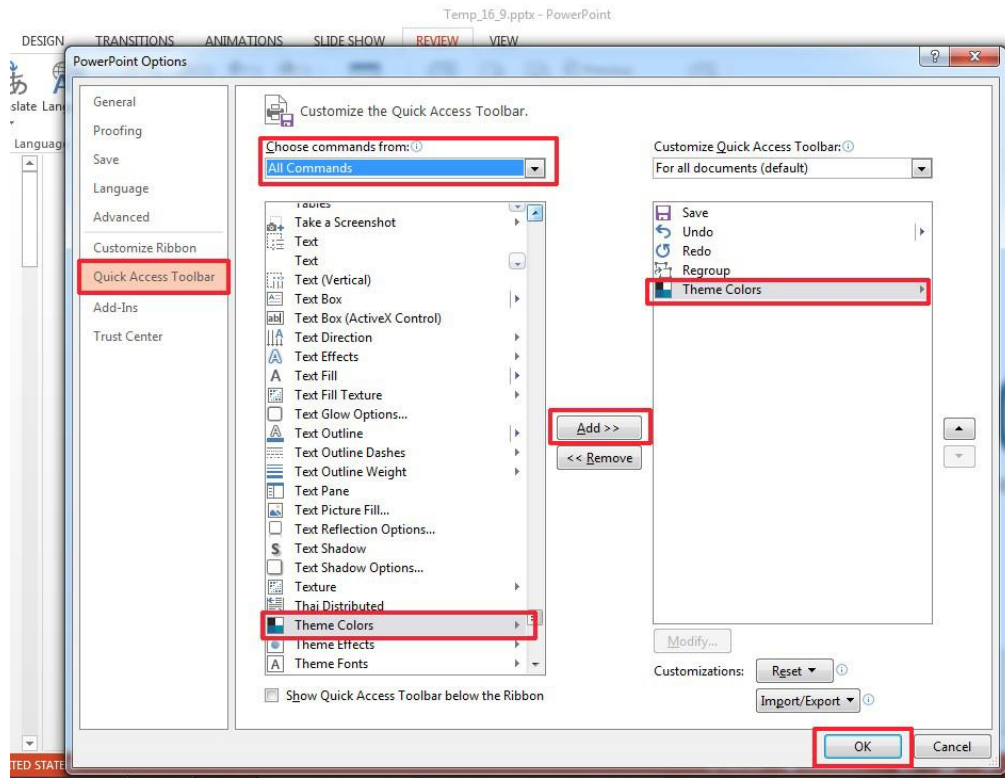 Temp_16_9.pptx - PowerPoint
DESIGN TRANSITIONS ANIMATIONS SLIDE SHOW REVIEW VIEW
PowerPoint Options
slate Lan
Languag
General
Proofing
Save
Language
Advanced
Customize Ribbon
Quick Access Toolbar
Add-Ins
Trust Center
Customize the Quick Access Toolbar.
Choose commands from:
All Commands
Tables
Take a Screenshot
Text
Text
Text (Vertical)
Text Box
Text Box (ActiveX Control)
Text Direction
Text Effects
Text Fill
Text Fill Texture
Text Glow Options...
Text Outline
Text Outline Dashes
Text Outline Weight
Text Pane
Text Picture Fill...
Text Reflection Options...
Text Shadow
Text Shadow Options...
Texture
Thai Distributed
Theme Colors
Theme Effects
Theme Fonts
Show Quick Access Toolbar below the Ribbon
Add >>
<< Remove
Customize Quick Access Toolbar:
For all documents (default)
Save
Undo
Redo
Regroup
Theme Colors
Modify...
Customizations: Reset
Import/Export
OK Cancel
TED STATE